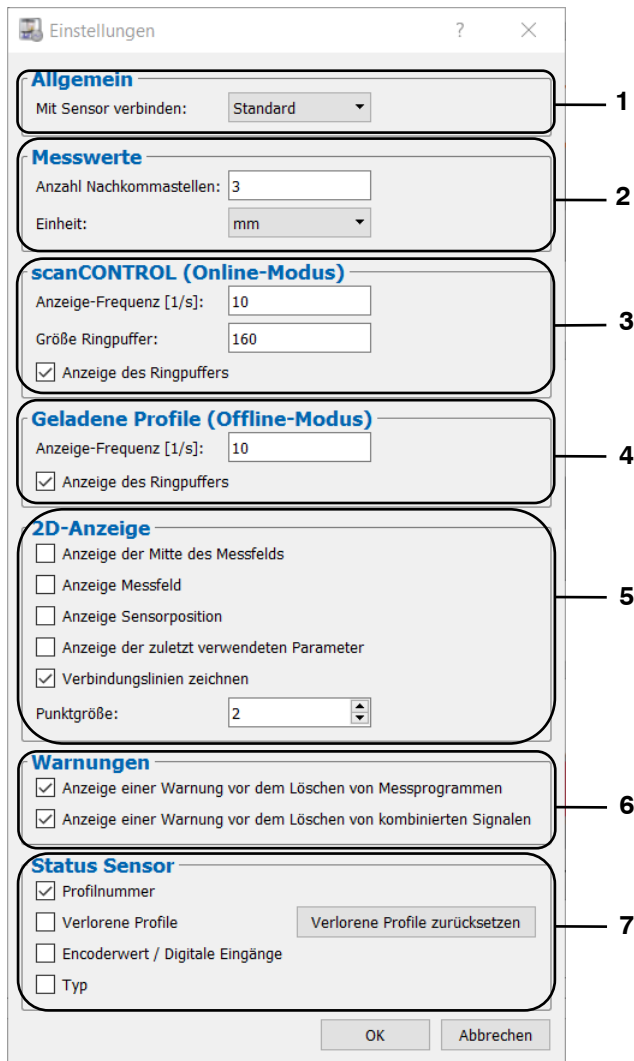 Einstellungen ? ×
Allgemein
Mit Sensor verbinden: Standard
1
Messwerte
Anzahl Nachkommastellen: 3
2
Einheit: mm
scanCONTROL (Online-Modus)
Anzeige-Frequenz [1/s]: 10
3
Größe Ringpuffer: 160
Anzeige des Ringpuffers
Geladene Profile (Offline-Modus)
Anzeige-Frequenz [1/s]: 10
4
Anzeige des Ringpuffers
2D-Anzeige
Anzeige der Mitte des Messfelds
Anzeige Messfeld
5
Anzeige Sensorposition
Anzeige der zuletzt verwendeten Parameter
Verbindungslinien zeichnen
Punktgröße: 2
Warnungen
Anzeige einer Warnung vor dem Löschen von Messprogrammen
6
Anzeige einer Warnung vor dem Löschen von kombinierten Signalen
Status Sensor
Profilnummer
Verlorene Profile Verlorene Profile zurücksetzen
7
Encoderwert / Digitale Eingänge
Typ
OK Abbrechen